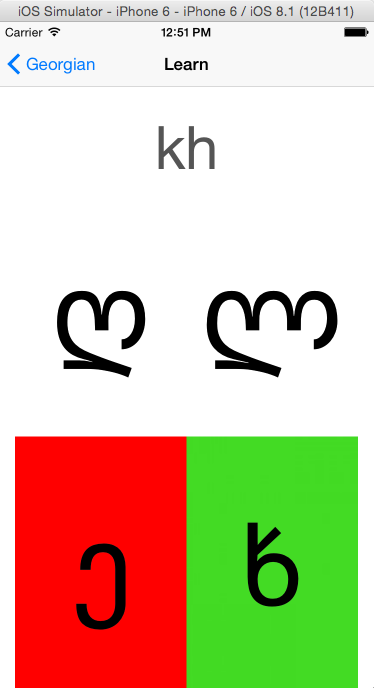 iOS Simulator - iPhone 6 - iPhone 6 / iOS 8.1 (12B411)
Carrier 12:51 PM
Georgian Learn
kh
ღ ლ
ე ხ